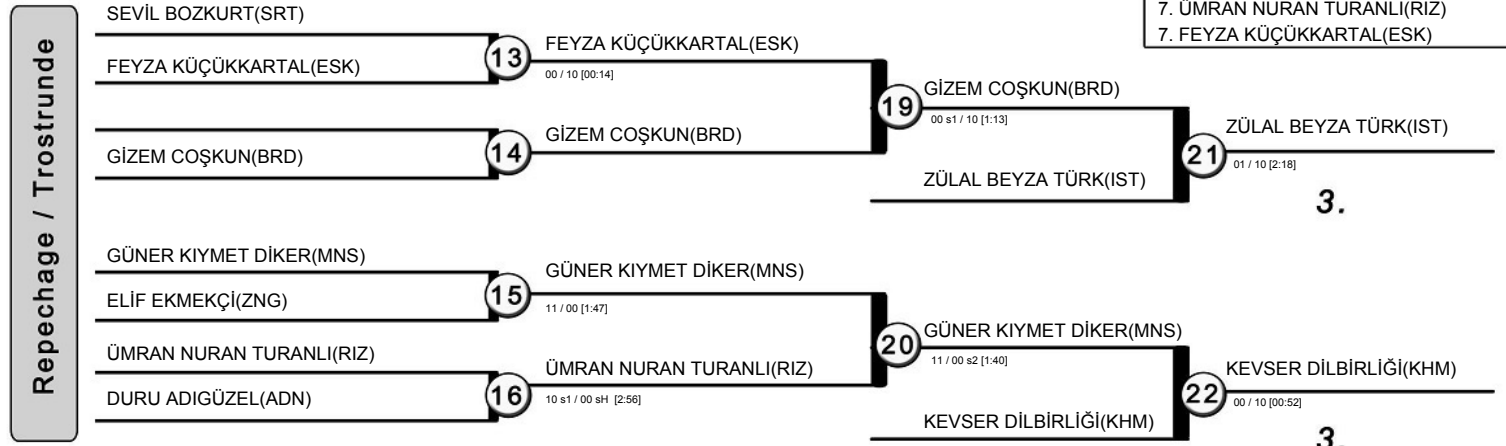 Repechage / Trostrunde
7. ÜMRAN NURAN TURANLI(RIZ)
7. FEYZA KÜÇÜKKARTAL(ESK)
SEVİL BOZKURT(SRT)
FEYZA KÜÇÜKKARTAL(ESK)
13
FEYZA KÜÇÜKKARTAL(ESK)
00 / 10 [00:14]
GİZEM COŞKUN(BRD)
14
GİZEM COŞKUN(BRD)
19
GİZEM COŞKUN(BRD)
00 s1 / 10 [1:13]
ZÜLAL BEYZA TÜRK(IST)
21
ZÜLAL BEYZA TÜRK(IST)
01 / 10 [2:18]
3.
GÜNER KIYMET DİKER(MNS)
ELİF EKMEKÇİ(ZNG)
15
GÜNER KIYMET DİKER(MNS)
11 / 00 [1:47]
ÜMRAN NURAN TURANLI(RIZ)
DURU ADIGÜZEL(ADN)
16
ÜMRAN NURAN TURANLI(RIZ)
10 s1 / 00 sH [2:56]
20
GÜNER KIYMET DİKER(MNS)
11 / 00 s2 [1:40]
KEVSER DİLBİRLİĞİ(KHM)
22
KEVSER DİLBİRLİĞİ(KHM)
00 / 10 [00:52]
3.